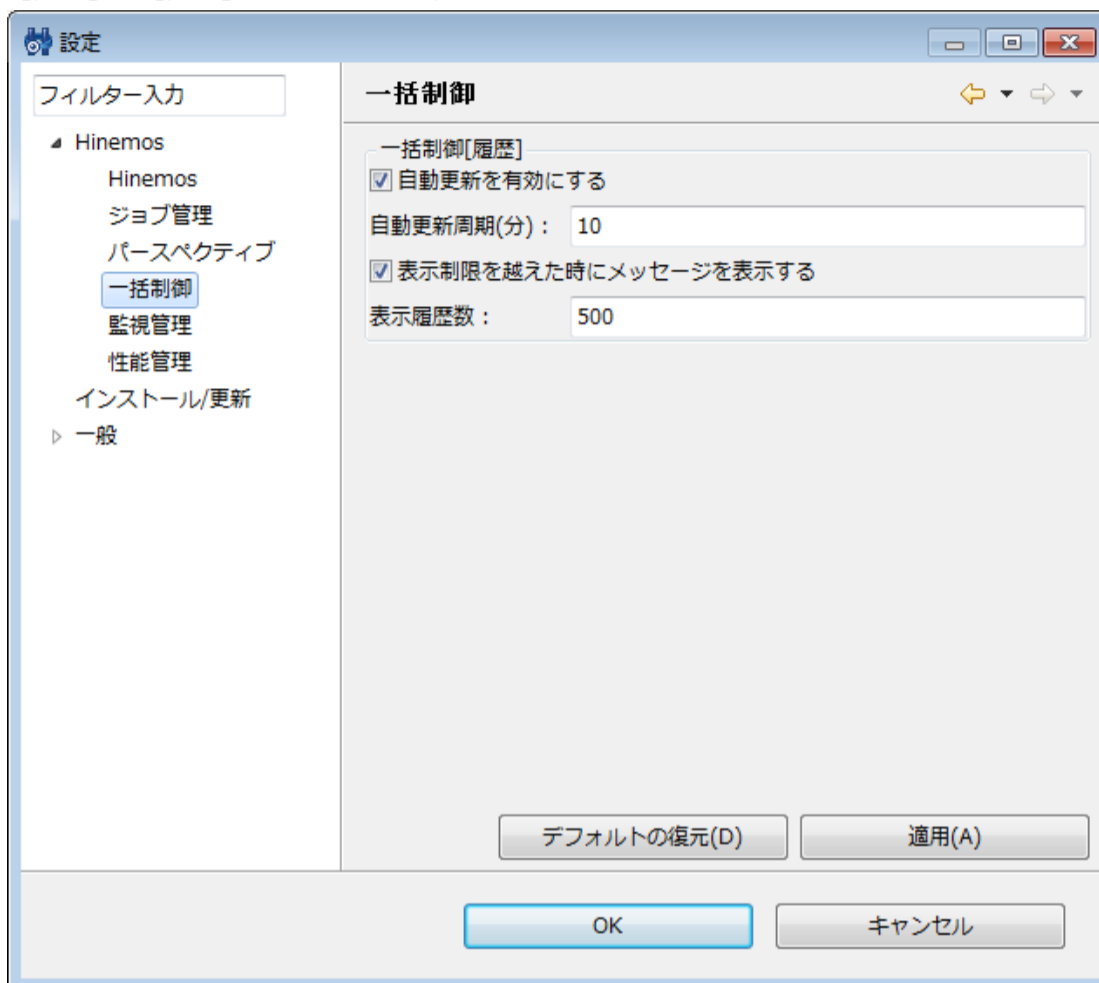 設定
フィルター入力
Hinemos
Hinemos
ジョブ管理
パースペクティブ
一括制御
監視管理
性能管理
インストール/更新
一般
一括制御
一括制御[履歴]
自動更新を有効にする
自動更新周期(分)： 10
表示制限を越えた時にメッセージを表示する
表示履歴数： 500
デフォルトの復元(D) 適用(A)
OK キャンセル